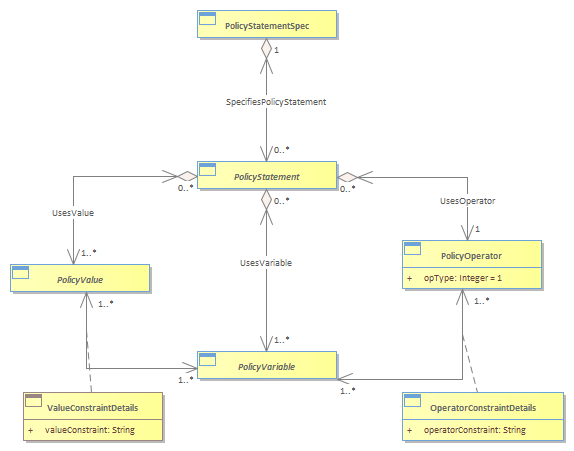 PolicyStatementSpec
1
SpecifiesPolicyStatement
0..*
PolicyStatement
0..*
0..*
0..*
UsesValue
UsesOperator
1..*
UsesVariable
1
PolicyValue
PolicyOperator
+ opType: Integer = 1
1..*
1..*
1..*
PolicyVariable
1..*
1..*
ValueConstraintDetails
+ valueConstraint: String
OperatorConstraintDetails
+ operatorConstraint: String